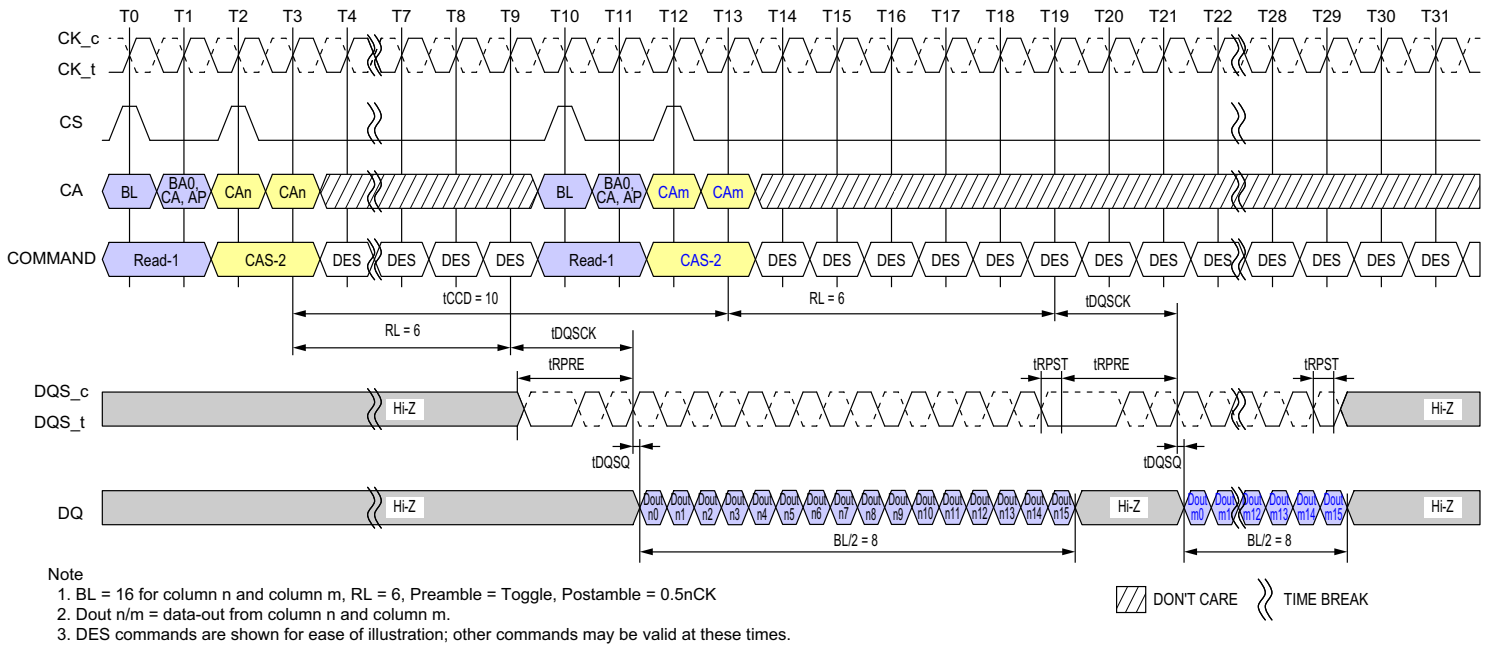 T0 T1 T2 T3 T4 T7 T8 T9 T10 T11 T12 T13 T14 T15 T16 T17 T18 T19 T20 T21 T22 T28 T29 T30 T31
CK_c
CK_t
CS
CA BL BA0, CA, AP CAn CAn BL BA0, CA, AP CAm CAm
COMMAND Read-1 CAS-2 DES DES DES DES Read-1 CAS-2 DES DES DES DES DES DES DES DES DES DES DES DES DES
tCCD = 10 RL = 6 tDQSCK
RL = 6 tDQSCK
tRPRE tRPST tRPRE tRPST
DQS_c
DQS_t
Hi-Z Hi-Z
tDQSQ tDQSQ
DQ Hi-Z Dout n0 Dout n1 Dout n2 Dout n3 Dout n4 Dout n5 Dout n6 Dout n7 Dout n8 Dout n9 Dout n10 Dout n11 Dout n12 Dout n13 Dout n14 Dout n15 Hi-Z Dout m0 Dout m1 Dout m12 Dout m13 Dout m14 Dout m15 Hi-Z
BL/2 = 8 BL/2 = 8
Note
1. BL = 16 for column n and column m, RL = 6, Preamble = Toggle, Postamble = 0.5nCK
2. Dout n/m = data-out from column n and column m.
3. DES commands are shown for ease of illustration; other commands may be valid at these times.
DON'T CARE TIME BREAK